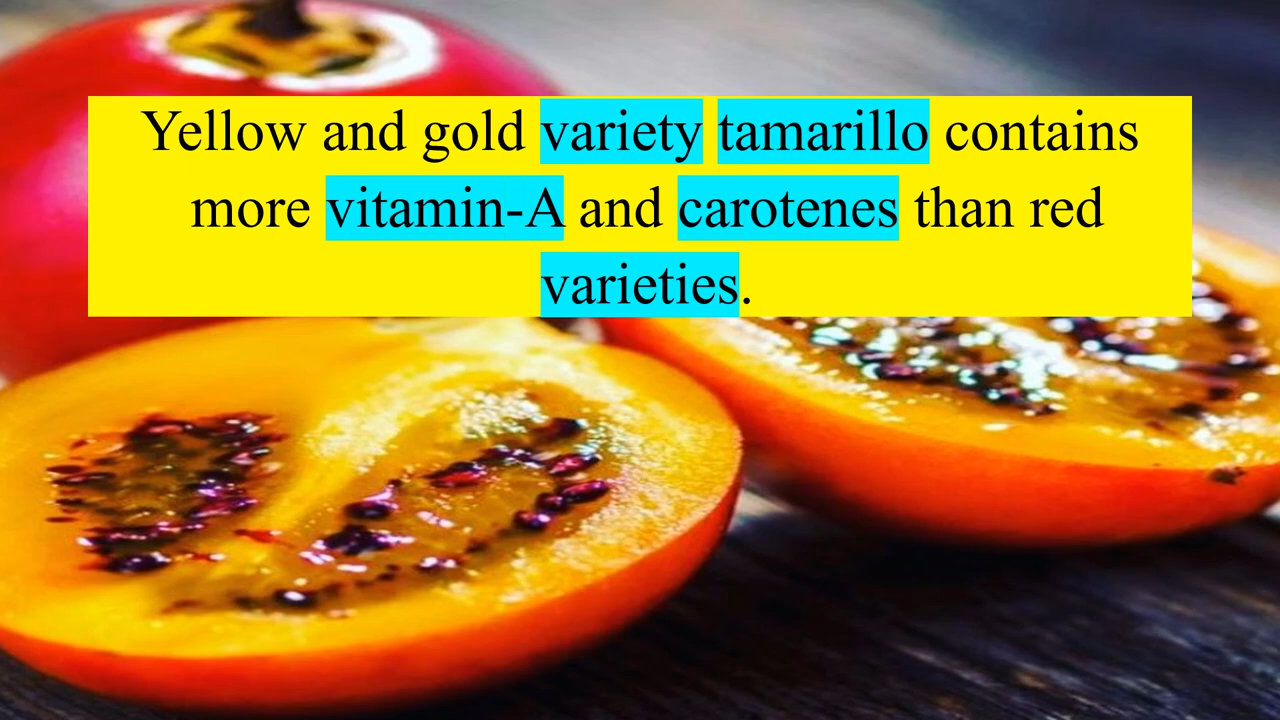 Yellow and gold variety tamarillo contains
more vitamin-A and carotenes than red
varieties.